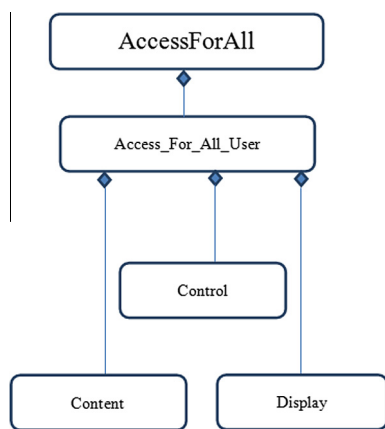 AccessForAll
Access_For_All_User
Control
Content
Display